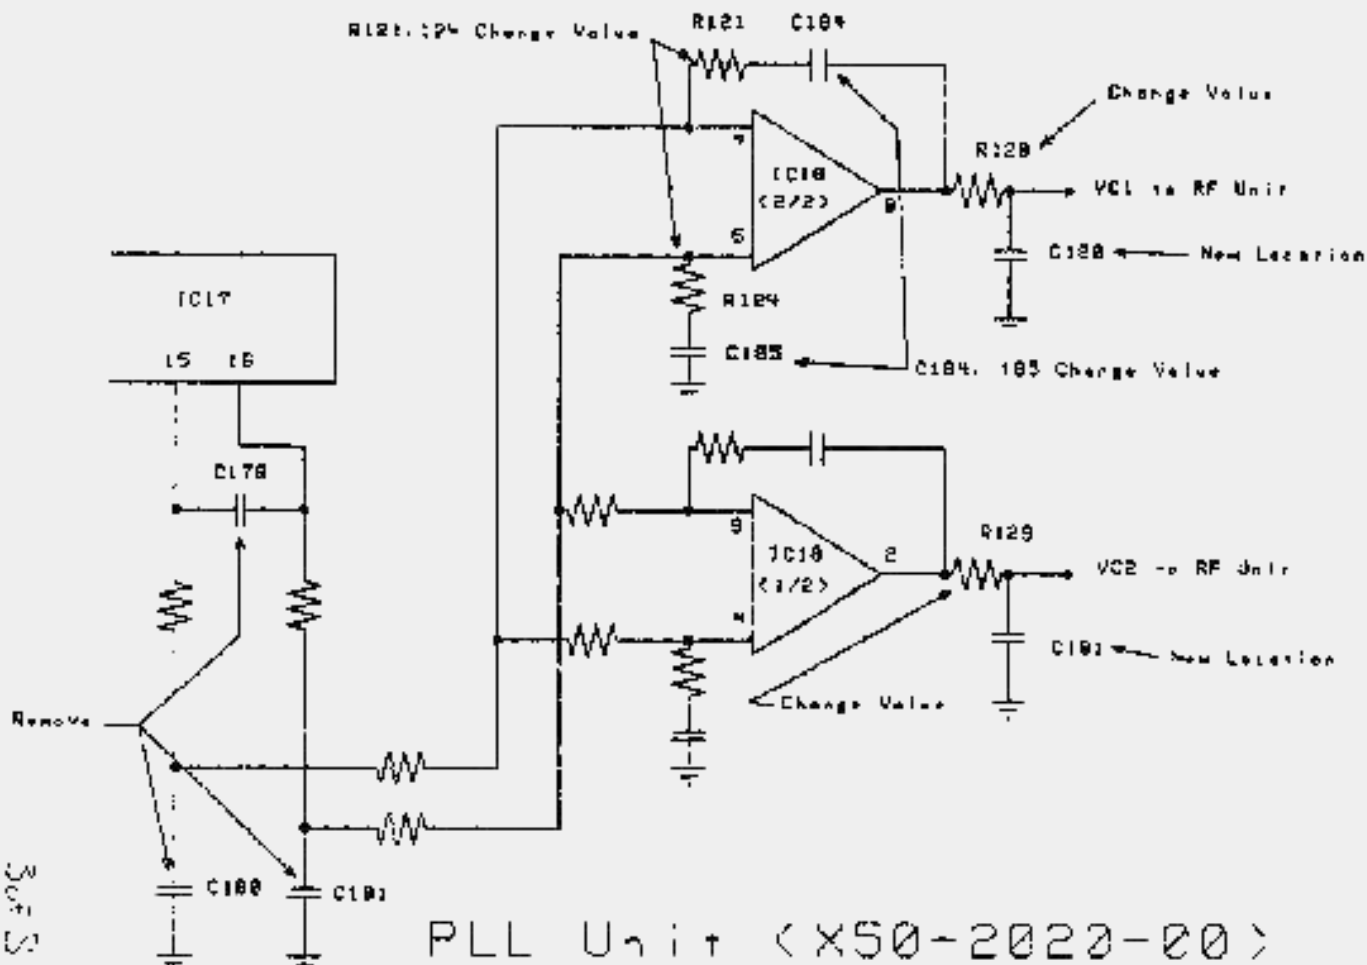 R121, 124 Change Value
R121
C184
Change Value
R128
7
IC18
(2/2)
8
VC1 to RF Unit
6
C180
New Location
IC17
R124
15 16
C185
C184, 185 Change Value
C178
9
IC18
(1/2)
2
R129
VC2 to RF Unit
4
C181
New Location
Change Value
Remove
C180
C181
PLL Unit (X50-2020-00)